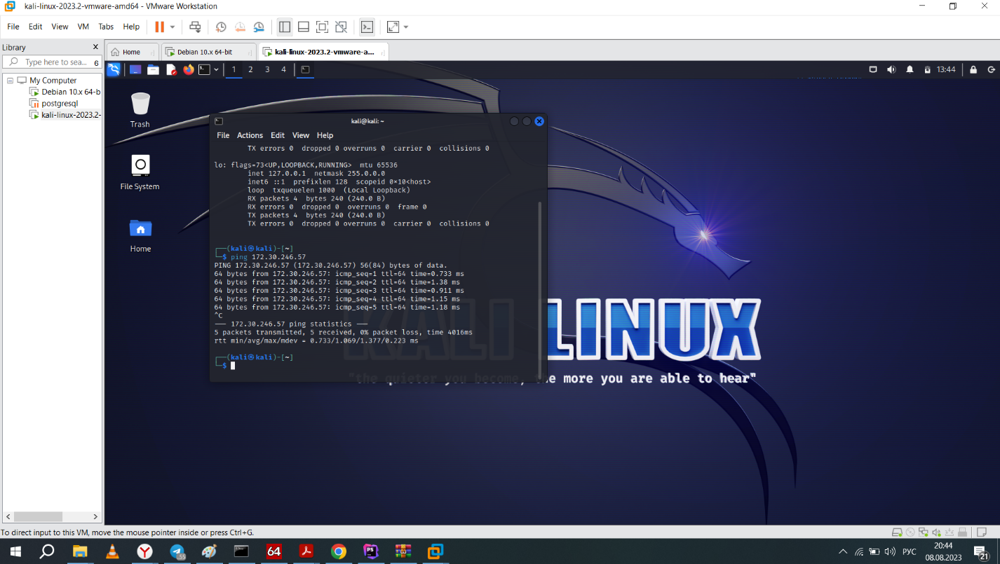 kali-linux-2023.2-vmware-amd64 - VMware Workstation
File Edit View VM Tabs Help
Library
Type here to sea...
My Computer
Debian 10.x 64-b
postgresql
kali-linux-2023.2-
Home
Debian 10.x 64-bit
kali-linux-2023.2-vmware-a...
1 2 3 4
13:44
Trash
File System
Home
kali@kali: ~
File Actions Edit View Help
TX errors 0 dropped 0 overruns 0 carrier 0 collisions 0
lo: flags=73<UP,LOOPBACK,RUNNING> mtu 65536
inet 127.0.0.1 netmask 255.0.0.0
inet6 ::1 prefixlen 128 scopeid 0×10<host>
loop txqueuelen 1000 (Local Loopback)
RX packets 4 bytes 240 (240.0 B)
RX errors 0 dropped 0 overruns 0 frame 0
TX packets 4 bytes 240 (240.0 B)
TX errors 0 dropped 0 overruns 0 carrier 0 collisions 0
┌──(kali㉿kali)-[~]
└─$ ping 172.30.246.57
PING 172.30.246.57 (172.30.246.57) 56(84) bytes of data.
64 bytes from 172.30.246.57: icmp_seq=1 ttl=64 time=0.733 ms
64 bytes from 172.30.246.57: icmp_seq=2 ttl=64 time=1.38 ms
64 bytes from 172.30.246.57: icmp_seq=3 ttl=64 time=0.911 ms
64 bytes from 172.30.246.57: icmp_seq=4 ttl=64 time=1.15 ms
64 bytes from 172.30.246.57: icmp_seq=5 ttl=64 time=1.18 ms
^C
--- 172.30.246.57 ping statistics ---
5 packets transmitted, 5 received, 0% packet loss, time 4016ms
rtt min/avg/max/mdev = 0.733/1.069/1.377/0.223 ms
┌──(kali㉿kali)-[~]
└─$
KALI LINUX
"the quieter you become, the more you are able to hear"
To direct input to this VM, move the mouse pointer inside or press Ctrl+G.
55
64
PS
РУС
20:44
08.08.2023
21